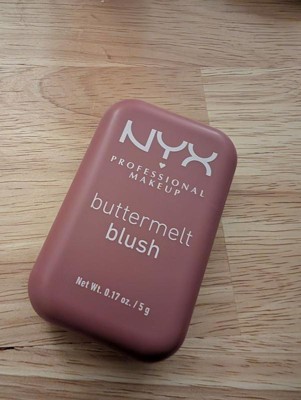 NYX
PROFESSIONAL
MAKEUP
buttermelt
blush
Net Wt. 0.17 oz. / 5 g